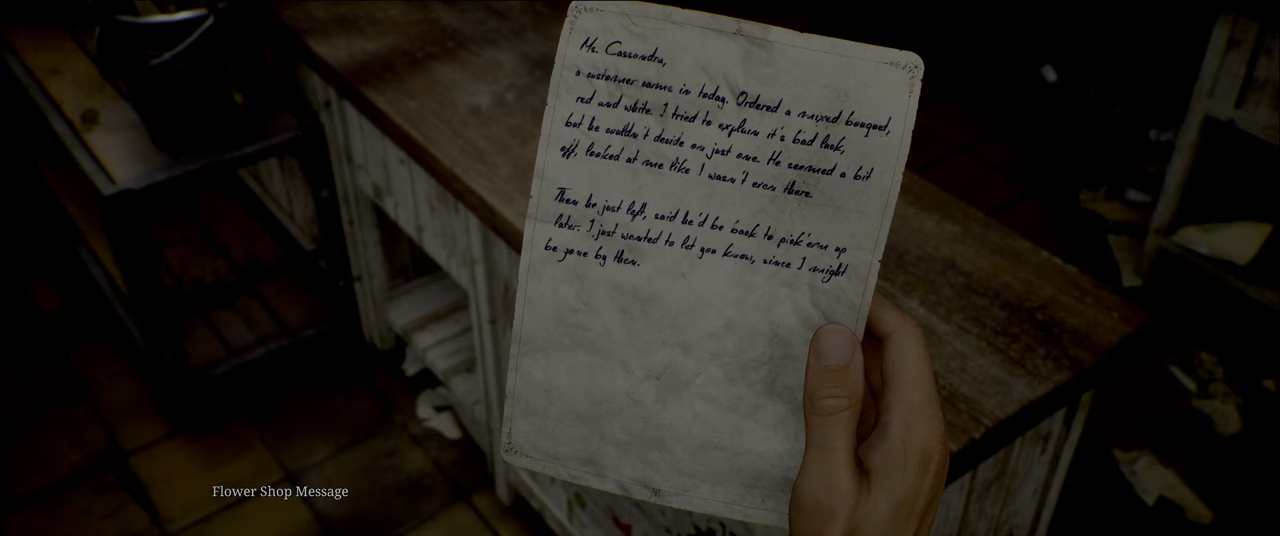 Ms. Cassandra,
a customer came in today. Ordered a mixed bouquet,
red and white. I tried to explain it's bad luck,
but he couldn't decide on just one. He seemed a bit
off, looked at me like I wasn't even there.
Then he just left, said he'd be back to pick'em up
later. I just wanted to let you know, since I might
be gone by then.
Flower Shop Message